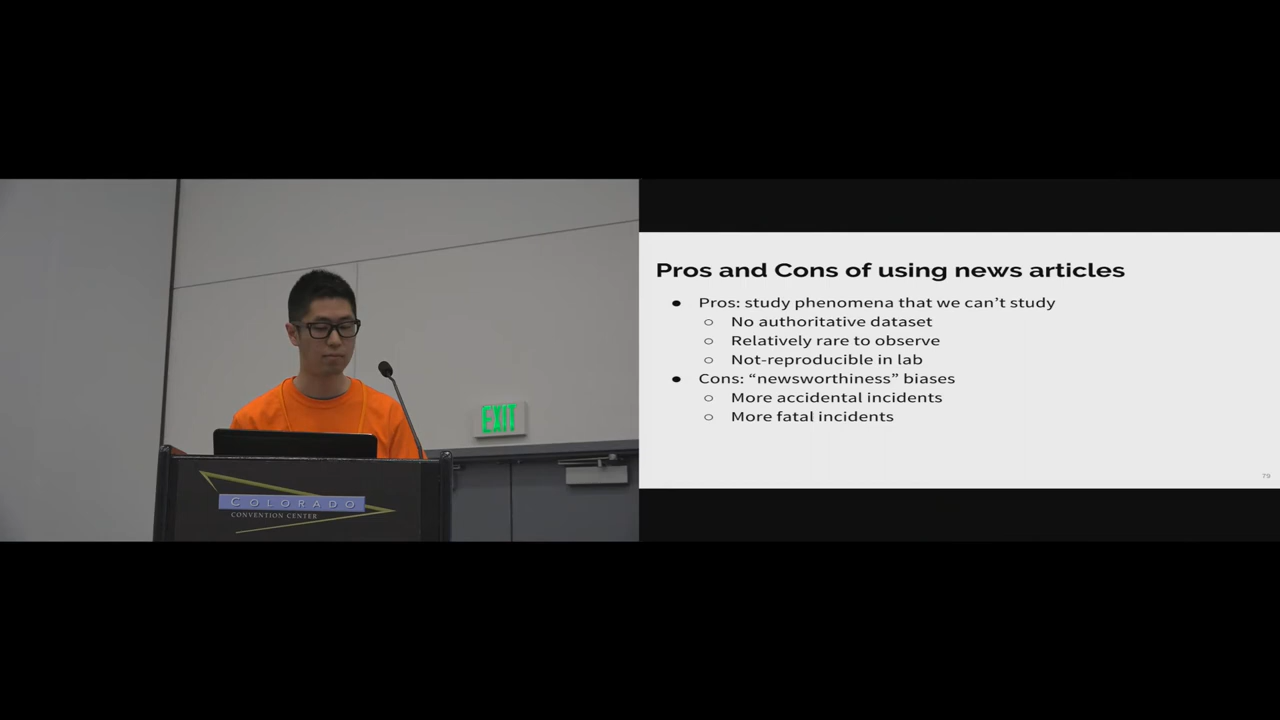 EXIT
COLORADO
CONVENTION CENTER
Pros and Cons of using news articles
● Pros: study phenomena that we can’t study
○ No authoritative dataset
○ Relatively rare to observe
○ Not-reproducible in lab
● Cons: “newsworthiness” biases
○ More accidental incidents
○ More fatal incidents
79